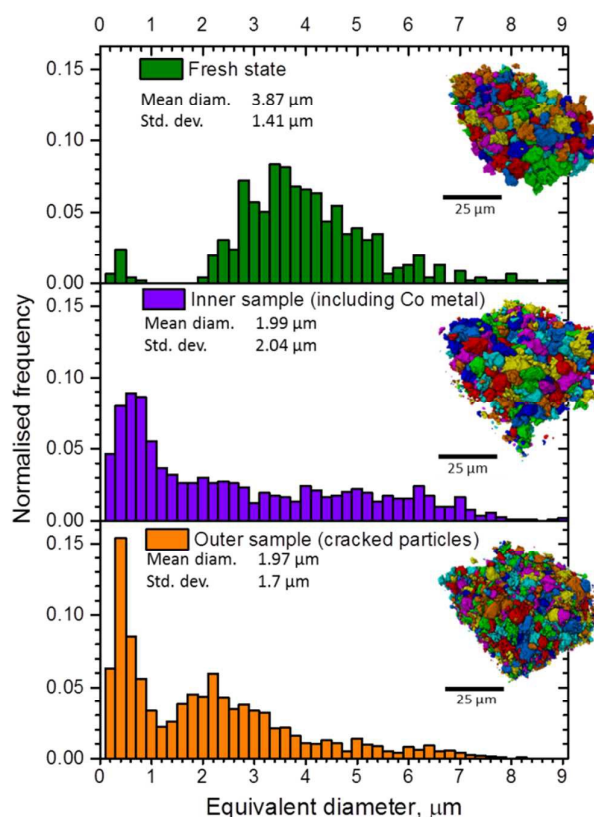 0 1 2 3 4 5 6 7 8 9
0.15
Fresh state
Mean diam. 3.87 µm
Std. dev. 1.41 µm
0.10
0.05
25 µm
0.00
0.15
Inner sample (including Co metal)
Mean diam. 1.99 µm
Std. dev. 2.04 µm
0.10
0.05
25 µm
0.00
0.15
Outer sample (cracked particles)
Mean diam. 1.97 µm
Std. dev. 1.7 µm
0.10
0.05
25 µm
0.00
0 1 2 3 4 5 6 7 8 9
Normalised frequency
Equivalent diameter, µm